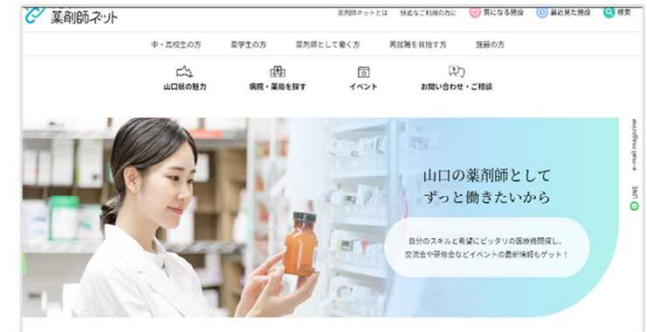 薬剤師ネット
薬剤師ネットとは 快適なご利用の為に 気になる施設 最近見た施設 検索
中・高校生の方 薬学生の方 薬剤師として働く方 再就職を目指す方 施設の方
山口県の魅力 病院・薬局を探す イベント お問い合わせ・ご相談
山口の薬剤師として
ずっと働きたいから
自分のスキルと希望にピッタリの医療機関探し。
交流会や研修会などイベントの最新情報もゲット！
e-mail magazine
LINE